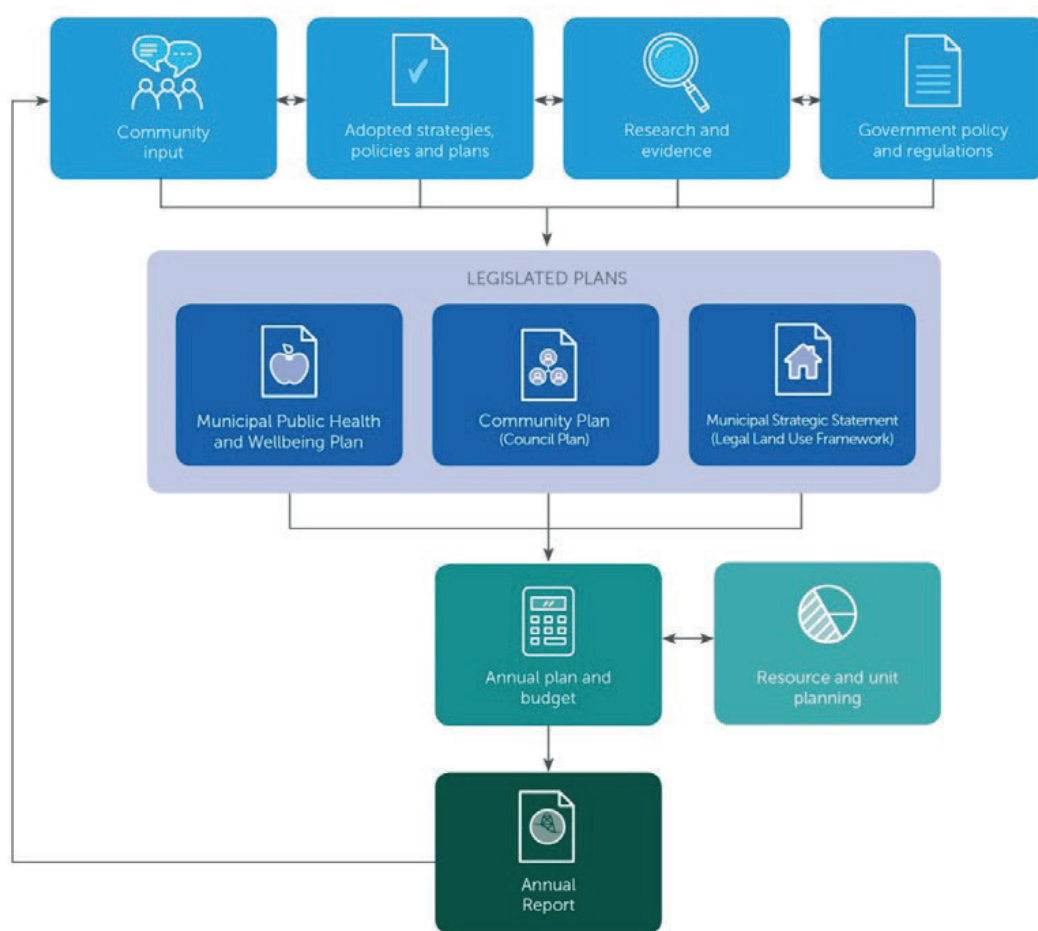 Community
input
Adopted strategies,
policies and plans
Research and
evidence
Government policy
and regulations
LEGISLATED PLANS
Municipal Public Health
and Wellbeing Plan
Community Plan
(Council Plan)
Municipal Strategic Statement
(Legal Land Use Framework)
Annual plan and
budget
Resource and unit
planning
Annual
Report